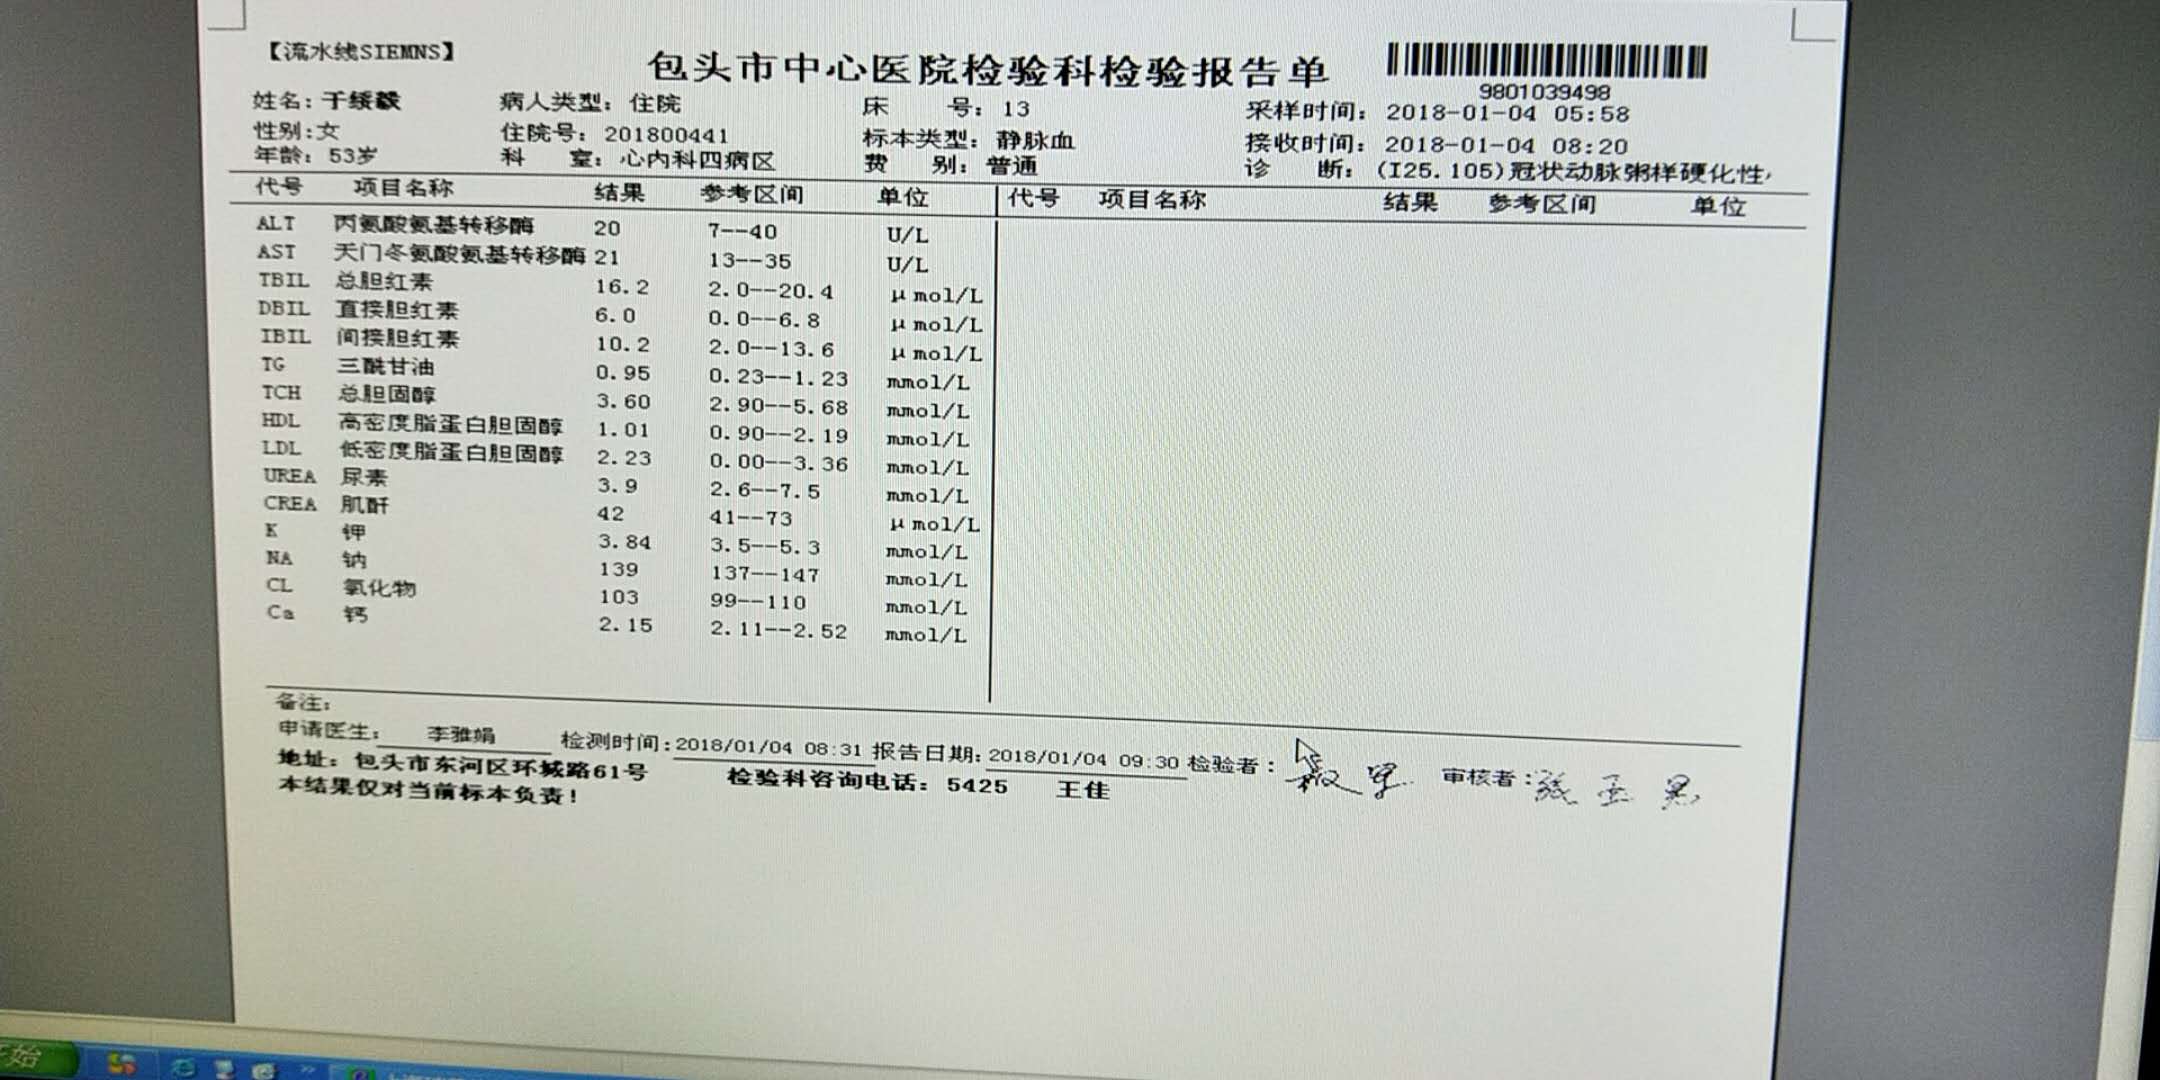 【流水线SIEMNS】
包头市中心医院检验科检验报告单
9801039498
姓名：于绥毅 病人类型：住院 床 号：13 采样时间：2018-01-04 05:58
性别:女 住院号：201800441 标本类型：静脉血 接收时间：2018-01-04 08:20
年龄：53岁 科 室：心内科四病区 费 别：普通 诊 断：(I25.105)冠状动脉粥样硬化性,
代号 项目名称 结果 参考区间 单位 代号 项目名称 结果 参考区间 单位
ALT 丙氨酸氨基转移酶 20 7--40 U/L
AST 天门冬氨酸氨基转移酶 21 13--35 U/L
TBIL 总胆红素 16.2 2.0--20.4 μmol/L
DBIL 直接胆红素 6.0 0.0--6.8 μmol/L
IBIL 间接胆红素 10.2 2.0--13.6 μmol/L
TG 三酰甘油 0.95 0.23--1.23 mmol/L
TCH 总胆固醇 3.60 2.90--5.68 mmol/L
HDL 高密度脂蛋白胆固醇 1.01 0.90--2.19 mmol/L
LDL 低密度脂蛋白胆固醇 2.23 0.00--3.36 mmol/L
UREA 尿素 3.9 2.6--7.5 mmol/L
CREA 肌酐 42 41--73 μmol/L
K 钾 3.84 3.5--5.3 mmol/L
NA 钠 139 137--147 mmol/L
CL 氯化物 103 99--110 mmol/L
Ca 钙 2.15 2.11--2.52 mmol/L
备注：
申请医生： 李雅娟 检测时间:2018/01/04 08:31 报告日期:2018/01/04 09:30 检验者： 审核者：
地址：包头市东河区环城路61号 检验科咨询电话：5425 王佳
本结果仅对当前标本负责！
始